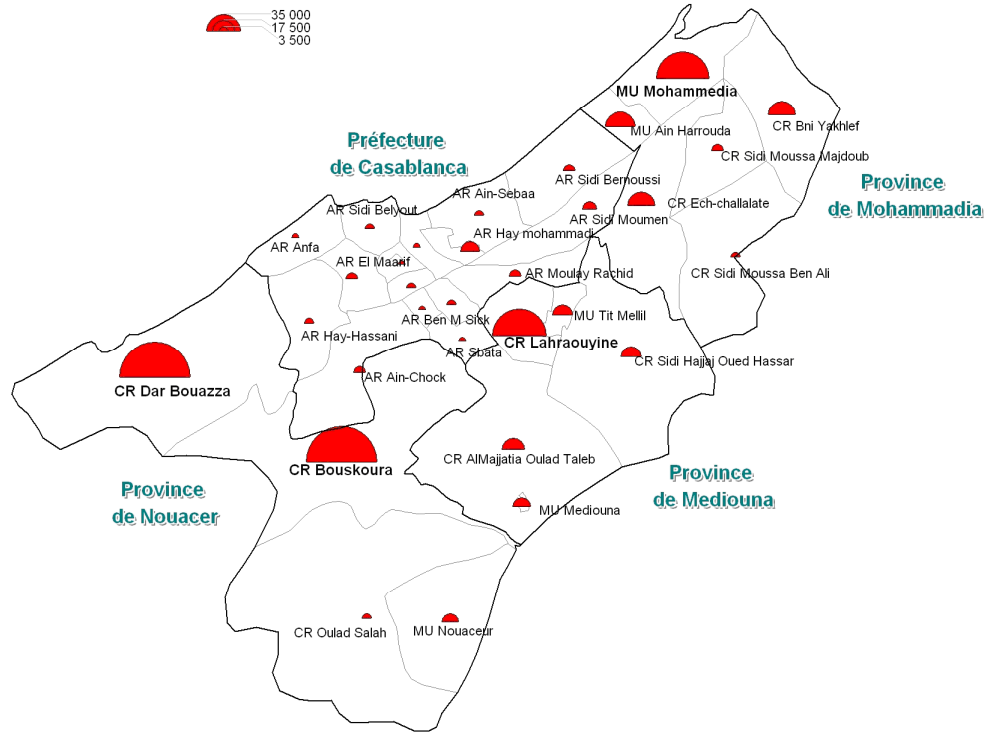 35 000
17 500
3 500
MU Mohammedia
CR Bni Yakhlef
MU Ain Harrouda
Préfecture
de Casablanca
CR Sidi Moussa Majdoub
AR Sidi Bernoussi
Province
de Mohammadia
AR Ain-Sebaa
CR Ech-challalate
AR Sidi Belyout
AR Sidi Moumen
AR Hay mohammadi
AR Anfa
AR El Maarif
AR Moulay Rachid
CR Sidi Moussa Ben Ali
MU Tit Mellil
AR Ben M Sick
AR Hay-Hassani
CR Lahraouyine
AR Sbata
CR Sidi Hajjaj Oued Hassar
AR Ain-Chock
CR Dar Bouazza
CR AlMajjatia Oulad Taleb
CR Bouskoura
Province
de Mediouna
Province
de Nouacer
MU Mediouna
CR Oulad Salah
MU Nouaceur